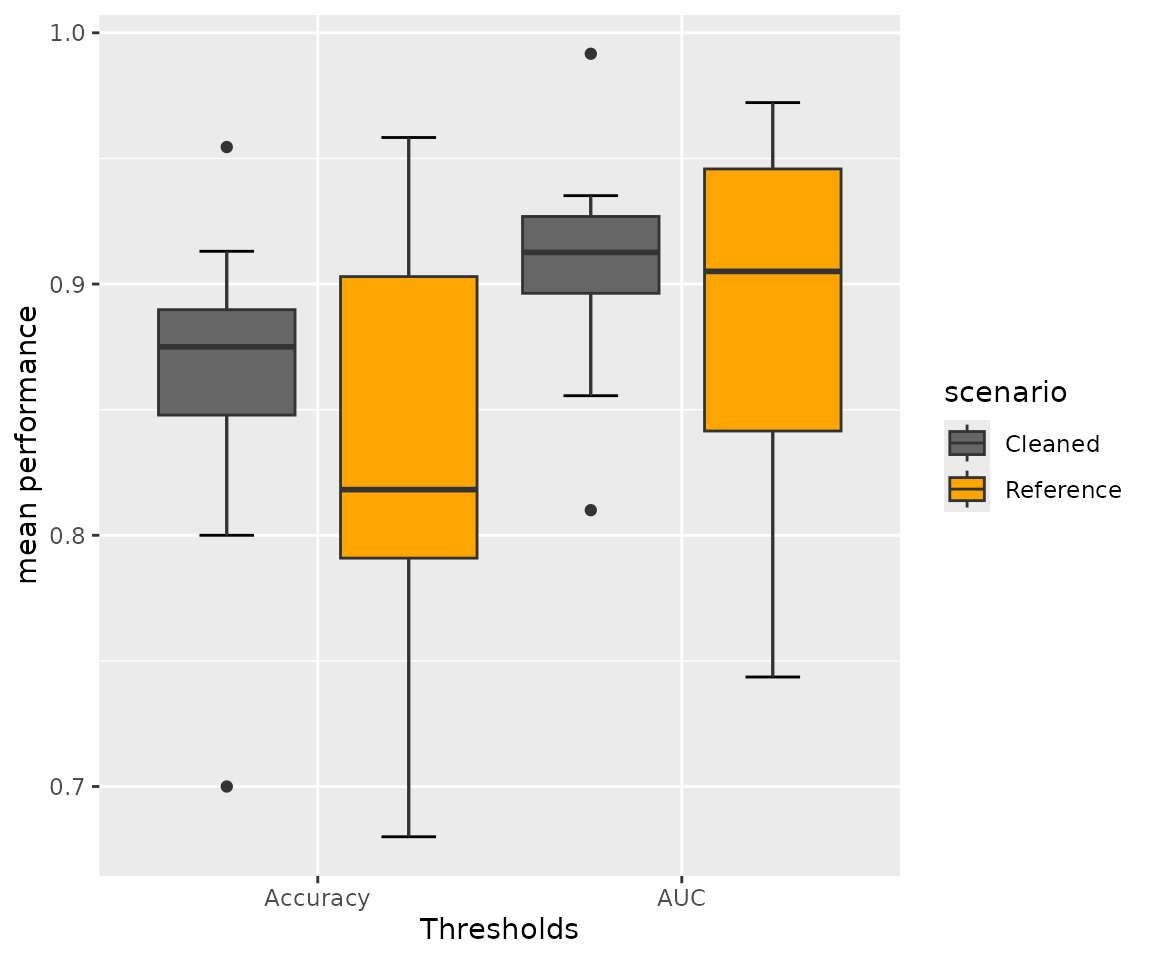 1.0
0.9
0.8
0.7
mean performance
Accuracy
AUC
Thresholds
scenario
Cleaned
Reference